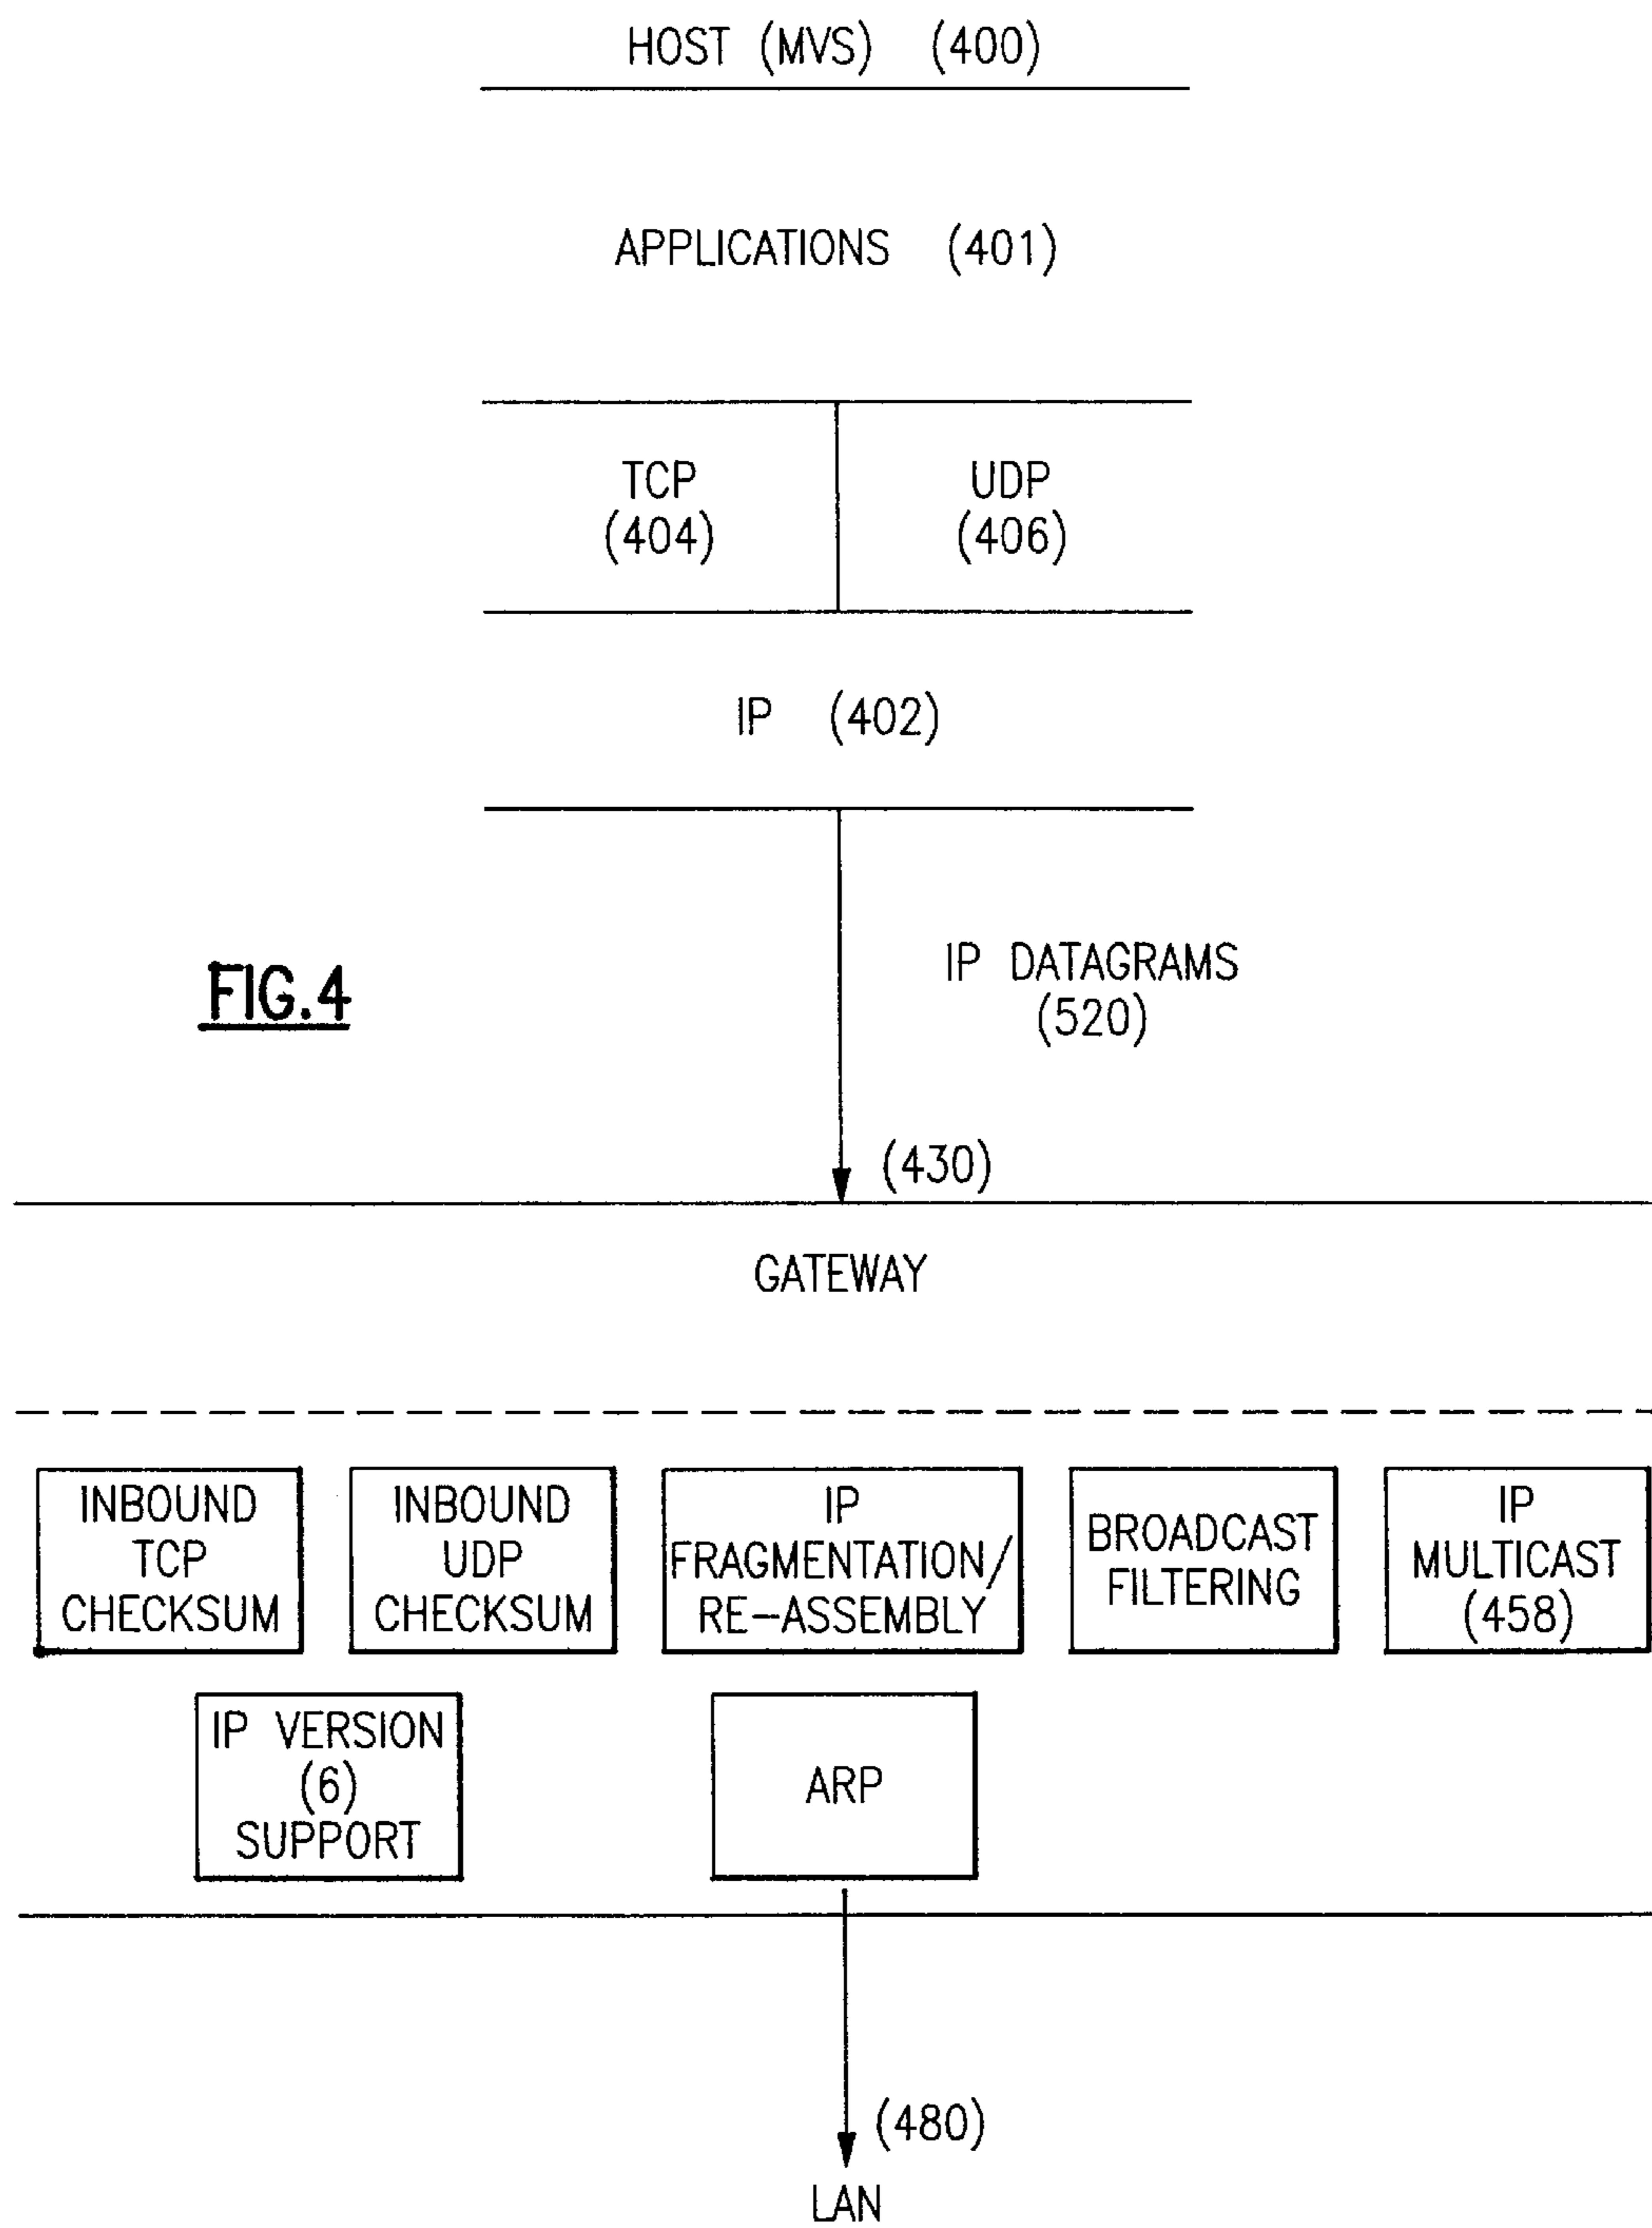 HOST (MVS) (400)
APPLICATIONS (401)
TCP
(404)
UDP
(406)
IP (402)
IP DATAGRAMS
(520)
FIG.4
(430)
GATEWAY
INBOUND
TCP
CHECKSUM
INBOUND
UDP
CHECKSUM
IP
FRAGMENTATION/
RE-ASSEMBLY
BROADCAST
FILTERING
IP
MULTICAST
(458)
IP VERSION
(6)
SUPPORT
ARP
(480)
LAN